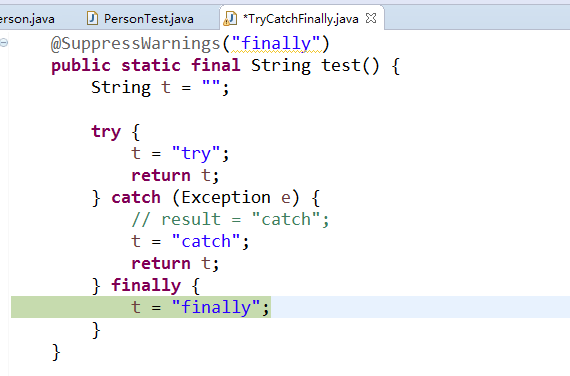 erson.java PersonTest.java *TryCatchFinally.java
@SuppressWarnings("finally")
public static final String test() {
String t = "";
try {
t = "try";
return t;
} catch (Exception e) {
// result = "catch";
t = "catch";
return t;
} finally {
t = "finally";
}
}